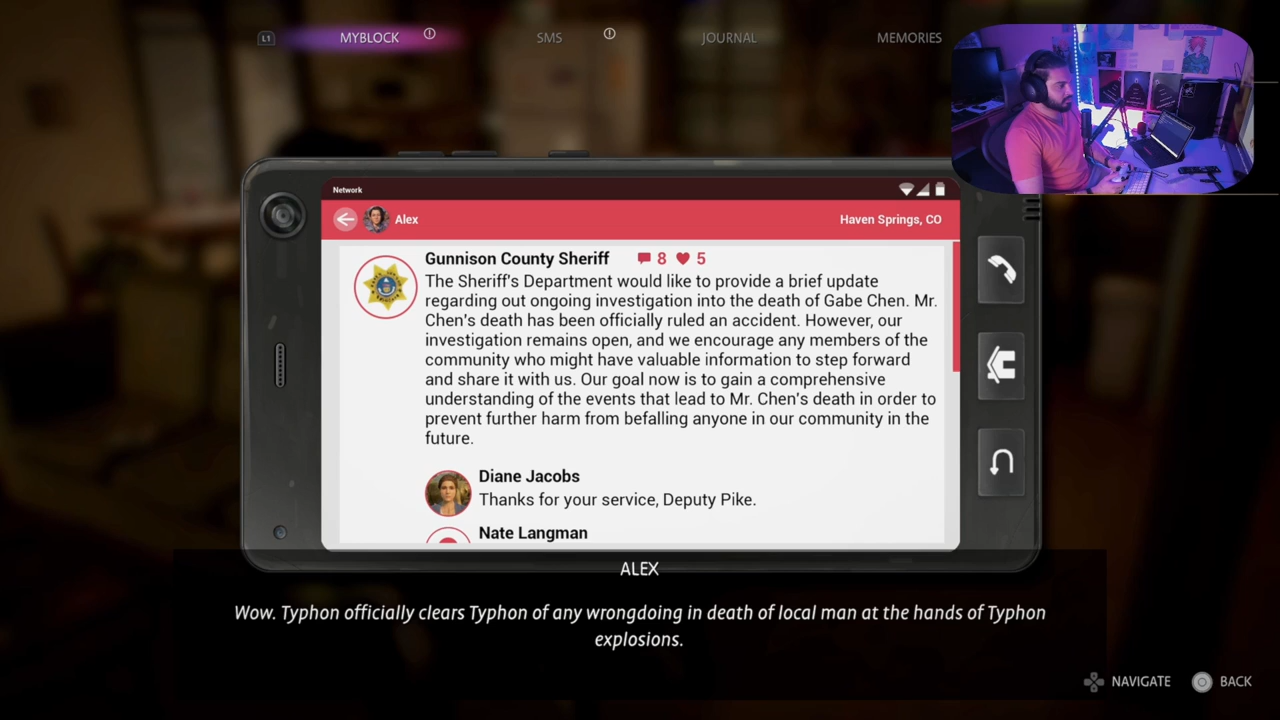 L1 MYBLOCK SMS JOURNAL MEMORIES
Network
Alex Haven Springs, CO
Gunnison County Sheriff 8 5
The Sheriff's Department would like to provide a brief update
regarding out ongoing investigation into the death of Gabe Chen. Mr.
Chen's death has been officially ruled an accident. However, our
investigation remains open, and we encourage any members of the
community who might have valuable information to step forward
and share it with us. Our goal now is to gain a comprehensive
understanding of the events that lead to Mr. Chen's death in order to
prevent further harm from befalling anyone in our community in the
future.
Diane Jacobs
Thanks for your service, Deputy Pike.
Nate Langman
ALEX
Wow. Typhon officially clears Typhon of any wrongdoing in death of local man at the hands of Typhon
explosions.
NAVIGATE BACK